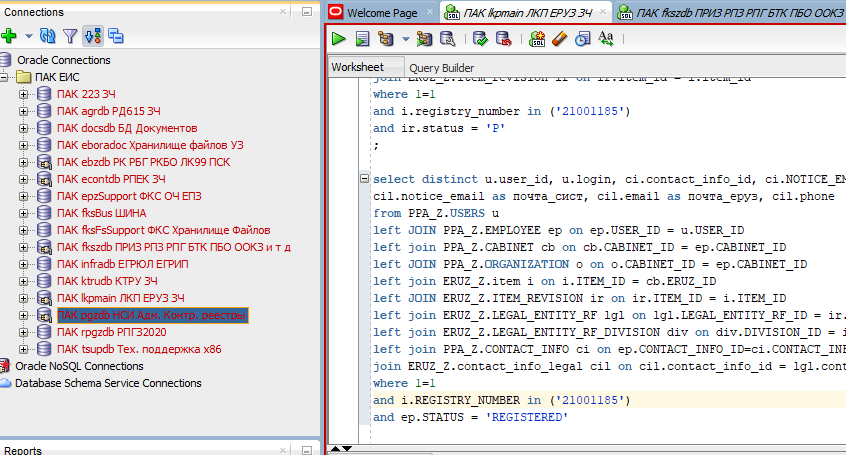 Connections
Oracle Connections
ПАК ЕИС
ПАК 223 ЗЧ
ПАК agrdb РД615 ЗЧ
ПАК docsdb БД Документов
ПАК eboradoc Хранилище файлов УЗ
ПАК ebzdb РК РБГ РКБО ЛК99 ПСК
ПАК econtdb РПЕК ЗЧ
ПАК epzSupport ФКС ОЧ ЕПЗ
ПАК fksBus ШИНА
ПАК fksFsSupport ФКС Хранилище Файлов
ПАК fkszdb ПРИЗ РПЗ РПГ БТК ПБО ООКЗ и т д
ПАК infradb ЕГРЮЛ ЕГРИП
ПАК ktrudb КТРУ ЗЧ
ПАК lkpmain ЛКП ЕРУЗ ЗЧ
ПАК pgzdb НСИ Адн. Контр. реестры
ПАК rpgzdb РПГЗ2020
ПАК tsupdb Тех. поддержка x86
Oracle NoSQL Connections
Database Schema Service Connections
Reports
Welcome Page
ПАК lkpmain ЛКП ЕРУЗ ЗЧ
ПАК fkszdb ПРИЗ РПЗ РПГ БТК ПБО ООКЗ
Worksheet
Query Builder
join ERUZ_Z.item_revision ir on ir.item_id = i.item_id
where 1=1
and i.registry_number in ('21001185')
and ir.status = 'P'
;
select distinct u.user_id, u.login, ci.contact_info_id, ci.NOTICE_EM
cil.notice_email as почта_сист, cil.email as почта_еруз, cil.phone
from PPA_Z.USERS u
left JOIN PPA_Z.EMPLOYEE ep on ep.USER_ID = u.USER_ID
left JOIN PPA_Z.CABINET cb on cb.CABINET_ID = ep.CABINET_ID
left JOIN PPA_Z.ORGANIZATION o on o.CABINET_ID = ep.CABINET_ID
left join ERUZ_Z.item i on i.ITEM_ID = cb.ERUZ_ID
left join ERUZ_Z.ITEM_REVISION ir on ir.ITEM_ID = i.ITEM_ID
left join ERUZ_Z.LEGAL_ENTITY_RF lgl on lgl.LEGAL_ENTITY_RF_ID = ir.
left join ERUZ_Z.LEGAL_ENTITY_RF_DIVISION div on div.DIVISION_ID = i
left join PPA_Z.CONTACT_INFO ci on ep.CONTACT_INFO_ID=ci.CONTACT_INF
join ERUZ_Z.contact_info_legal cil on cil.contact_info_id = lgl.cont
where 1=1
and i.REGISTRY_NUMBER in ('21001185')
and ep.STATUS = 'REGISTERED'